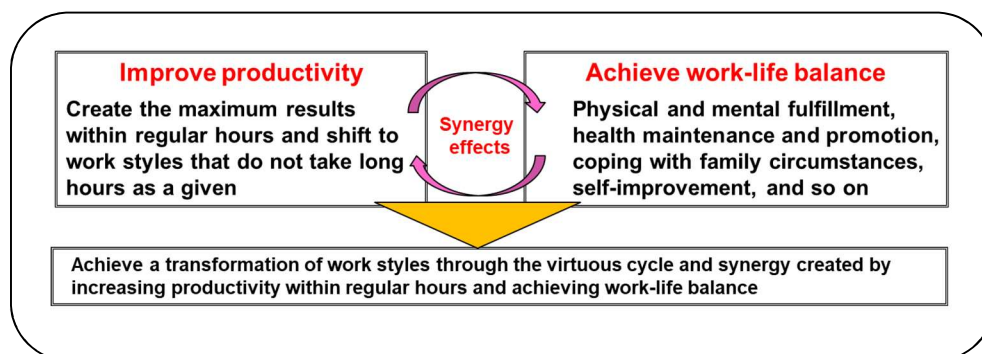 Improve productivity
Create the maximum results
within regular hours and shift to
work styles that do not take long
hours as a given
Synergy
effects
Achieve work-life balance
Physical and mental fulfillment,
health maintenance and promotion,
coping with family circumstances,
self-improvement, and so on
Achieve a transformation of work styles through the virtuous cycle and synergy created by
increasing productivity within regular hours and achieving work-life balance